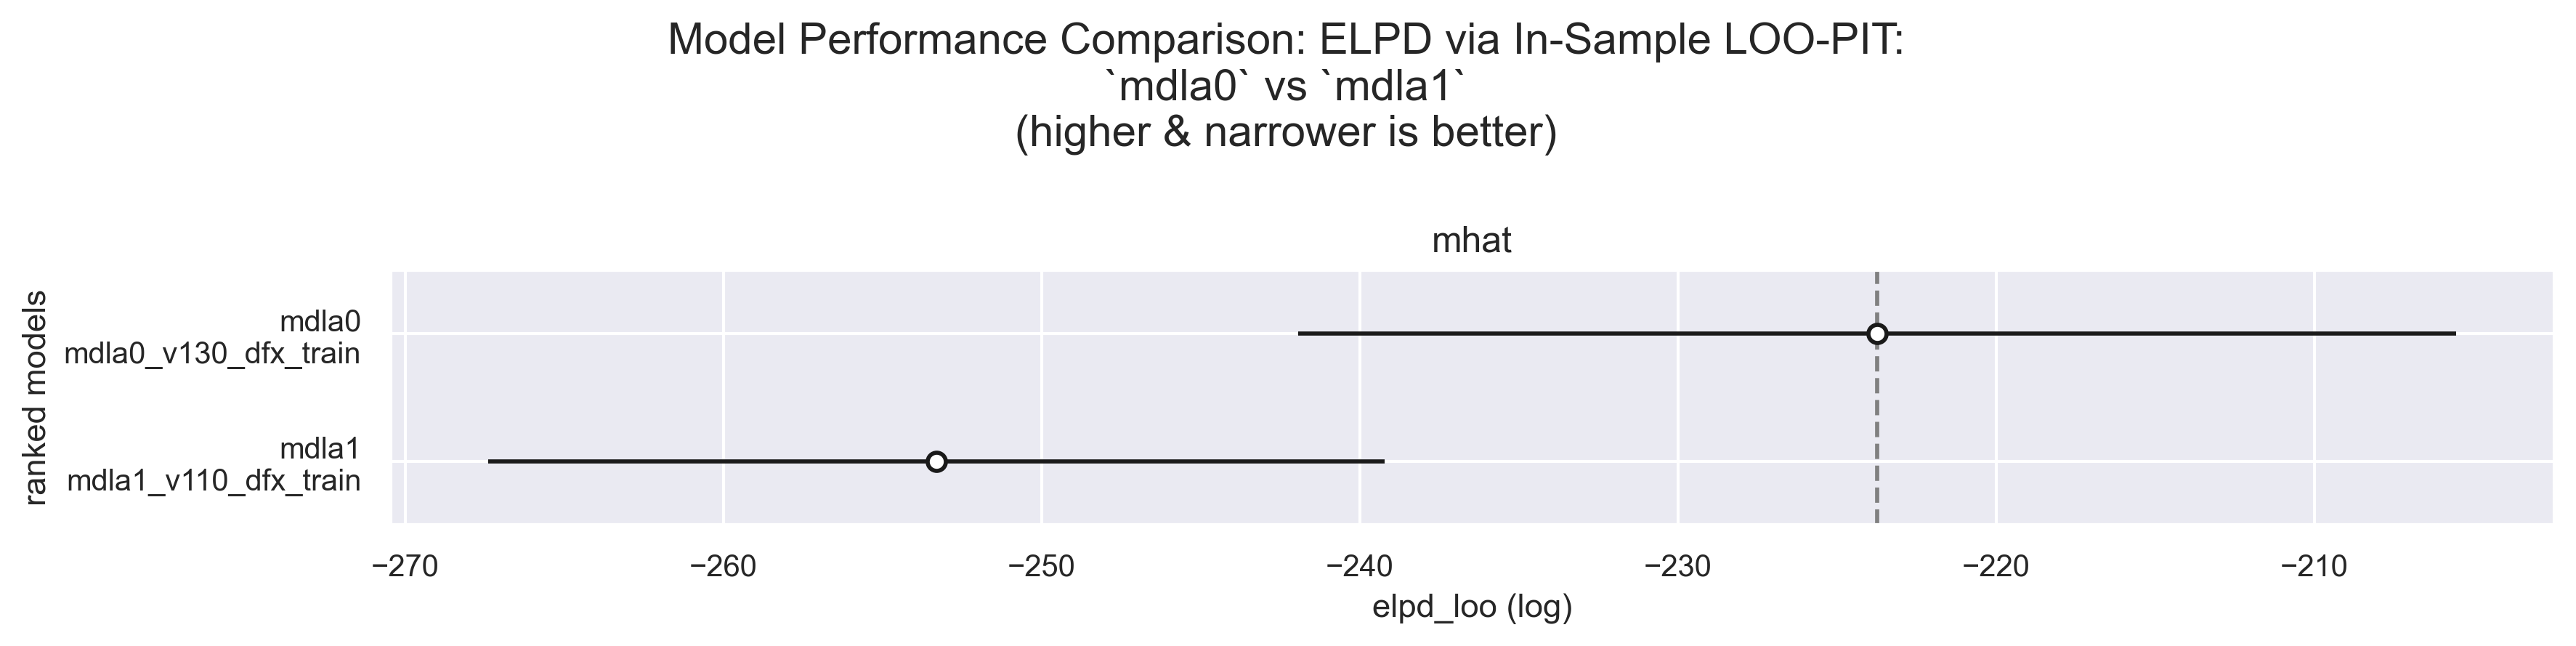 Model Performance Comparison: ELPD via In-Sample LOO-PIT:
`mdla0` vs `mdla1`
(higher & narrower is better)
mhat
ranked models
mdla0
mdla0_v130_dfx_train
mdla1
mdla1_v110_dfx_train
−270 −260 −250 −240 −230 −220 −210
elpd_loo (log)